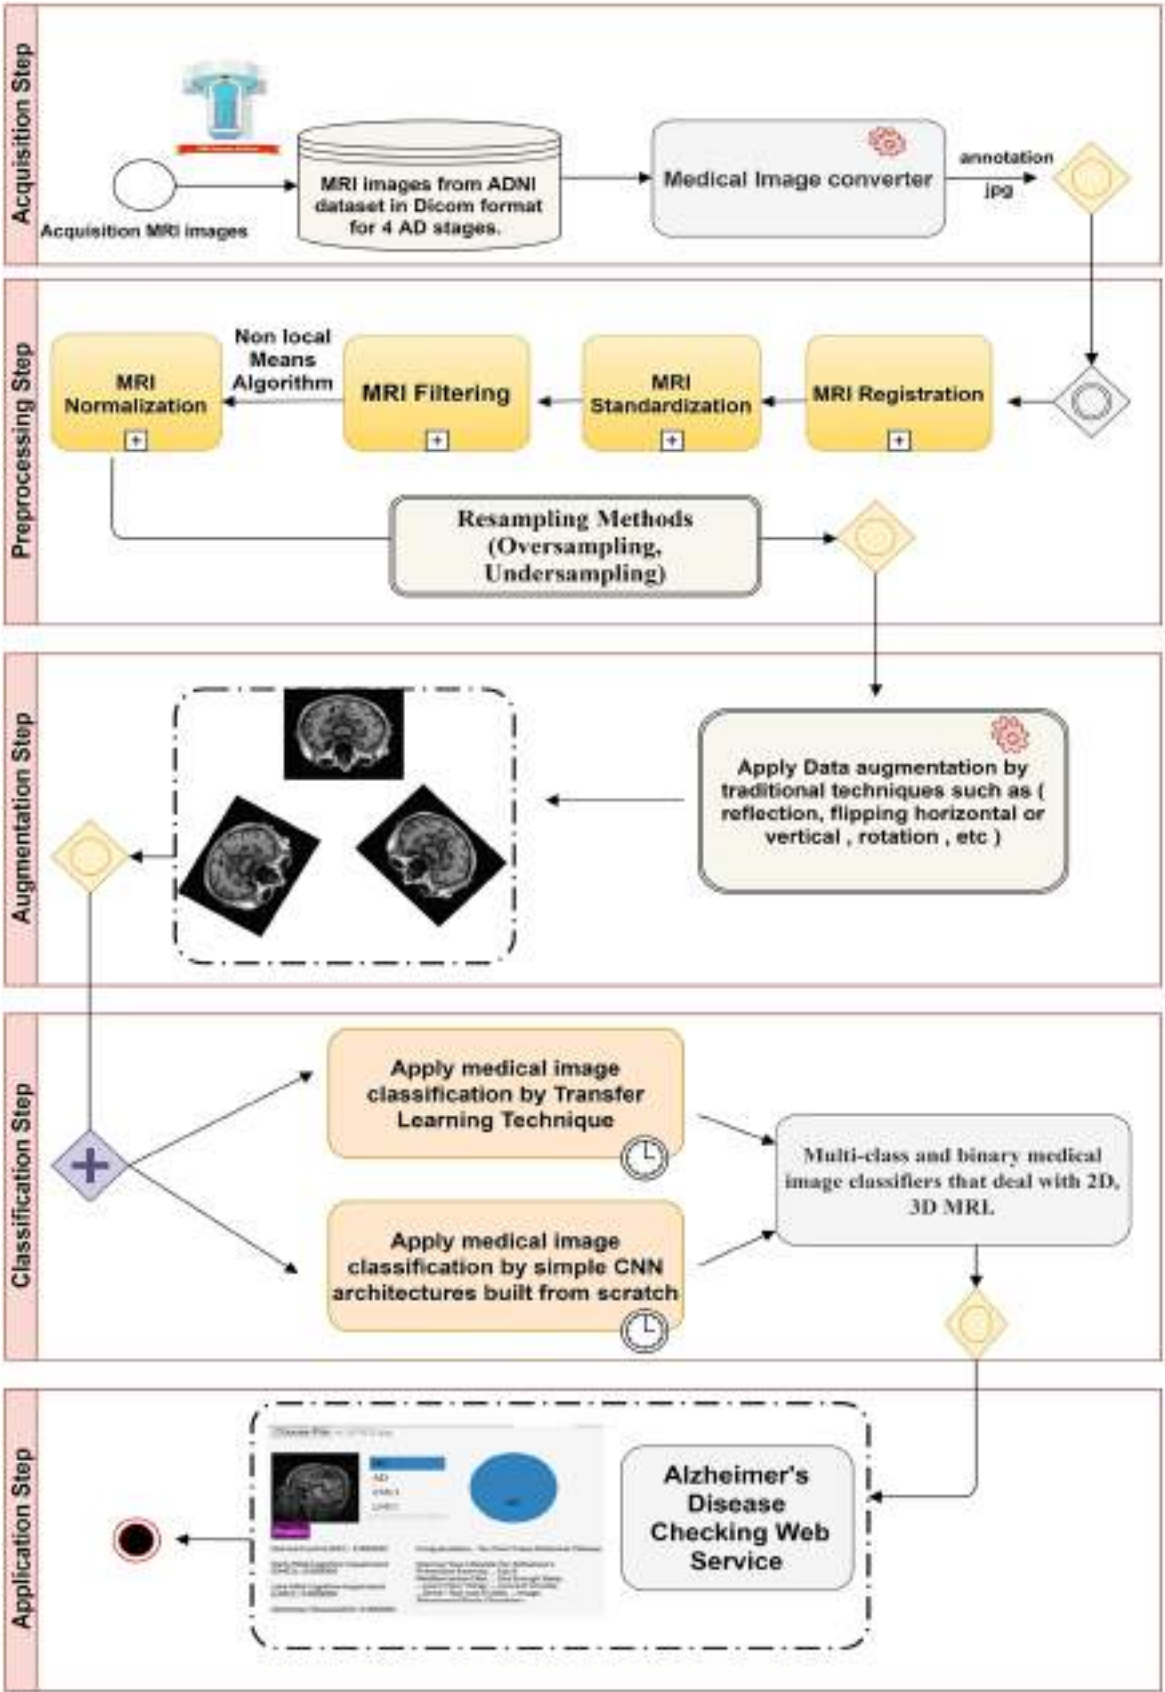 Acquisition Step
Acquisition MRI images
MRI images from ADNI
dataset in Dicom format
for 4 AD stages.
Medical Image converter
annotation
jpg
Preprocessing Step
MRI
Normalization
Non local
Means
Algorithm
MRI Filtering
MRI
Standardization
MRI Registration
Resampling Methods
(Oversampling,
Undersampling)
Augmentation Step
Apply Data augmentation by
traditional techniques such as (
reflection, flipping horizontal or
vertical , rotation , etc )
Classification Step
Apply medical image
classification by Transfer
Learning Technique
Apply medical image
classification by simple CNN
architectures built from scratch
Multi-class and binary medical
image classifiers that deal with 2D,
3D MRI.
Application Step
Choose File
AD
Alzheimer's
Disease
Checking Web
Service